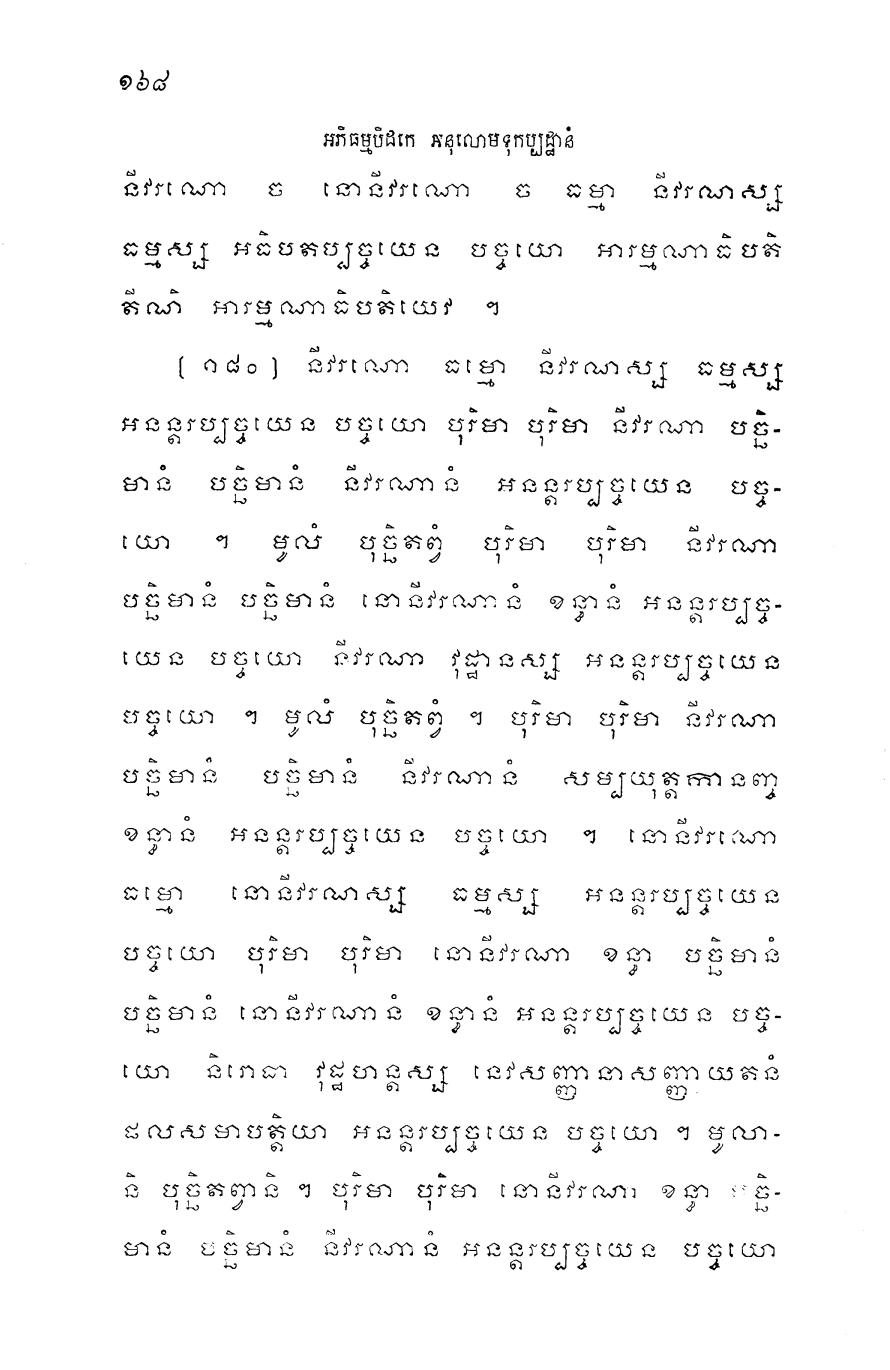 ១៦៨
អភិធម្មបិដកេ អនុលោមទុកប្បដ្ឋានំ
នីវរណោ ច នោនីវរណោ ច ធម្មា នីវរណស្ស
ធម្មស្ស អធិបតប្បច្ចយេន បច្ចយោ អារម្មណាធិបតិ
តីណិ អារម្មណាធិបតិយេវ ។
[១៨០] នីវរណោ ធម្មោ នីវរណស្ស ធម្មស្ស
អនន្តរប្បច្ចយេន បច្ចយោ បុរិមា បុរិមា នីវរណា បច្ឆិ-
មានំ បច្ឆិមានំ នីវរណានំ អនន្តរប្បច្ចយេន បច្ច-
យោ ។ មូលំ បុច្ឆិតព្វំ បុរិមា បុរិមា នីវរណា
បច្ឆិមានំ បច្ឆិមានំ នោនីវរណានំ ខន្ធានំ អនន្តរប្បច្ច-
យេន បច្ចយោ នីវរណា វុដ្ឋានស្ស អនន្តរប្បច្ចយេន
បច្ចយោ ។ មូលំ បុច្ឆិតព្វំ ។ បុរិមា បុរិមា នីវរណា
បច្ឆិមានំ បច្ឆិមានំ នីវរណានំ សម្បយុត្តកានញ្ច
ខន្ធានំ អនន្តរប្បច្ចយេន បច្ចយោ ។ នោនីវរណោ
ធម្មោ នោនីវរណស្ស ធម្មស្ស អនន្តរប្បច្ចយេន
បច្ចយោ បុរិមា បុរិមា នោនីវរណា ខន្ធា បច្ឆិមានំ
បច្ឆិមានំ នោនីវរណានំ ខន្ធានំ អនន្តរប្បច្ចយេន បច្ច-
យោ និរោធា វុដ្ឋហន្តស្ស នេវសញ្ញានាសញ្ញាយតនំ
ផលសមាបត្តិយា អនន្តរប្បច្ចយេន បច្ចយោ ។ មូលា-
និ បុច្ឆិតព្វានិ ។ បុរិមា បុរិមា នោនីវរណា ខន្ធា បច្ឆិ-
មានំ បច្ឆិមានំ នីវរណានំ អនន្តរប្បច្ចយេន បច្ចយោ